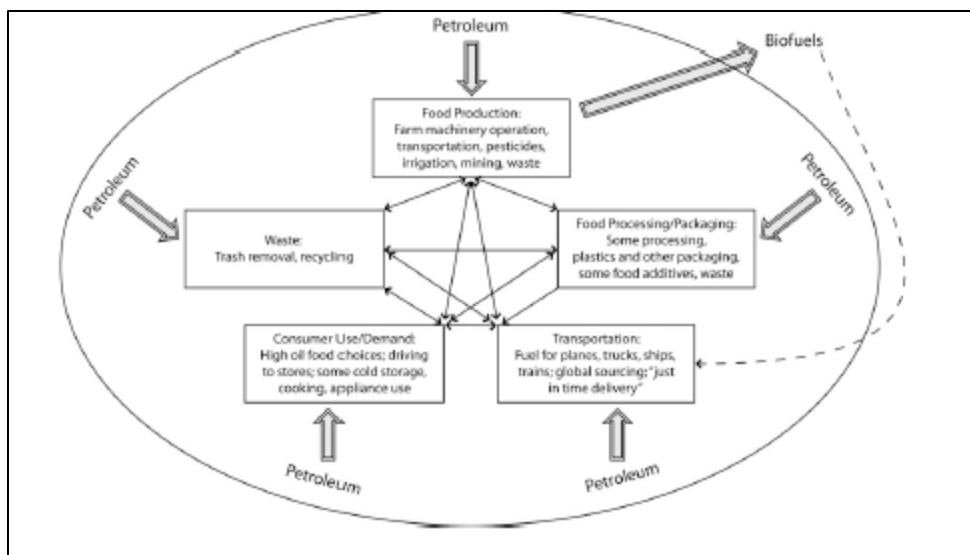 Petroleum
Biofuels
Food Production:
Farm machinery operation,
transportation, pesticides,
irrigation, mining, waste
Petroleum
Petroleum
Waste:
Trash removal, recycling
Food Processing/Packaging:
Some processing,
plastics and other packaging,
some food additives, waste
Consumer Use/Demand:
High oil food choices; driving
to stores; some cold storage,
cooking, appliance use
Transportation:
Fuel for planes, trucks, ships,
trains; global sourcing; "just
in time delivery"
Petroleum
Petroleum